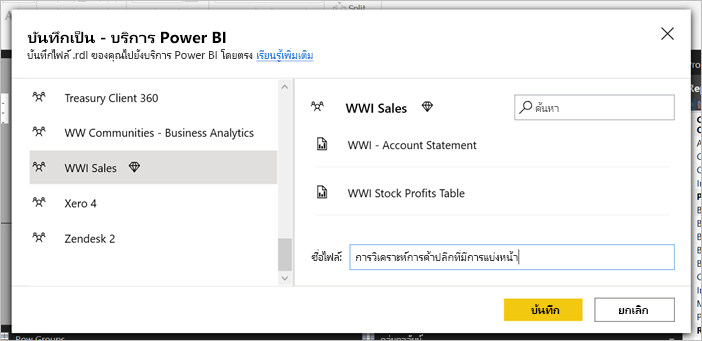 Split
บันทึกเป็น - บริการ Power BI
บันทึกไฟล์ .rdl ของคุณไปยังบริการ Power BI โดยตรง เรียนรู้เพิ่มเติม
Treasury Client 360
WW Communities - Business Analytics
WWI Sales
Xero 4
Zendesk 2
WWI Sales
ค้นหา
WWI - Account Statement
WWI Stock Profits Table
ชื่อไฟล์:
การวิเคราะห์การค้าปลีกที่มีการแบ่งหน้า
บันทึก
ยกเลิก
Row Groups